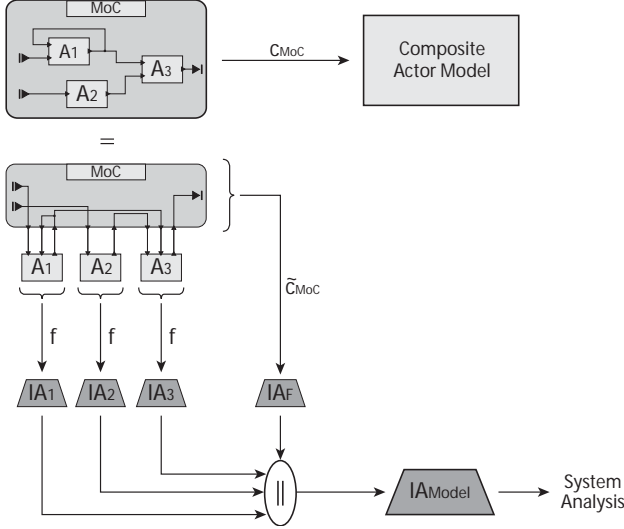 MoC
A1
A2
A3
CMoC
Composite
Actor Model
=
MoC
A1
A2
A3
c̃MoC
f
f
f
IA1
IA2
IA3
IAF
||
IAModel
System
Analysis